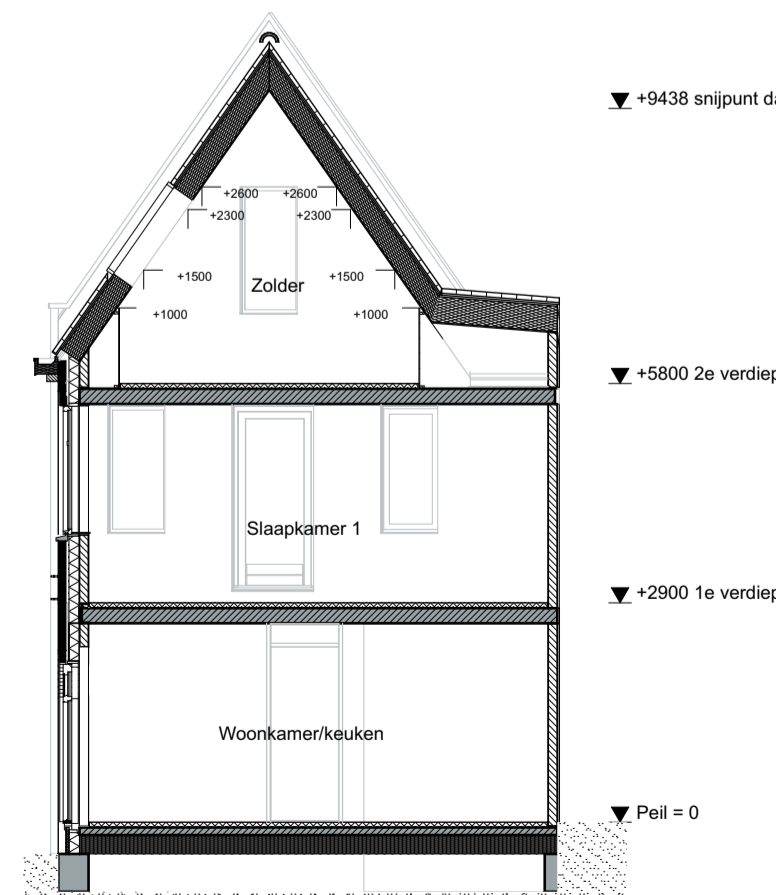 +9438 snijpunt da
+2600 +2600
+2300 +2300
+1500 +1500
Zolder
+1000 +1000
+5800 2e verdiep
Slaapkamer 1
+2900 1e verdiep
Woonkamer/keuken
Peil = 0